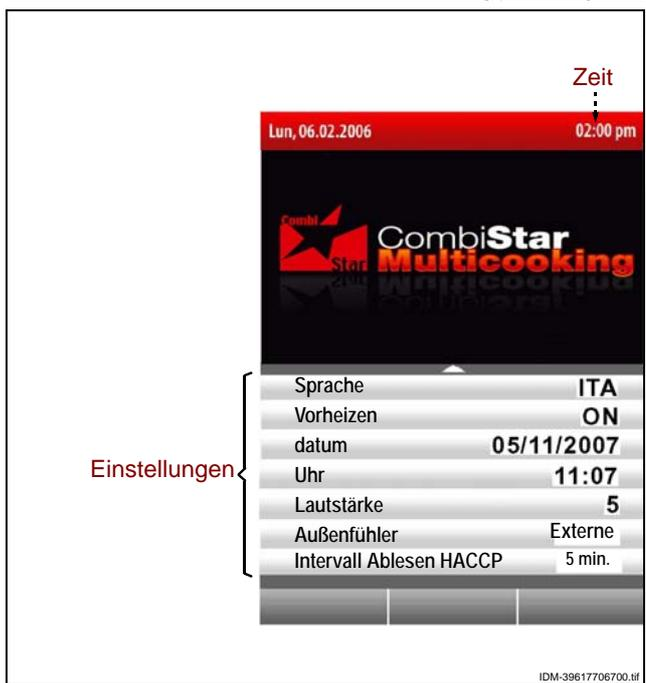 Zeit
Lun, 06.02.2006 02:00 pm
Combi
Star
CombiStar
Multicooking
Sprache ITA
Vorheizen ON
datum 05/11/2007
Einstellungen
Uhr 11:07
Lautstärke 5
Außenfühler Externe
Intervall Ablesen HACCP 5 min.
IDM-39617706700.tif